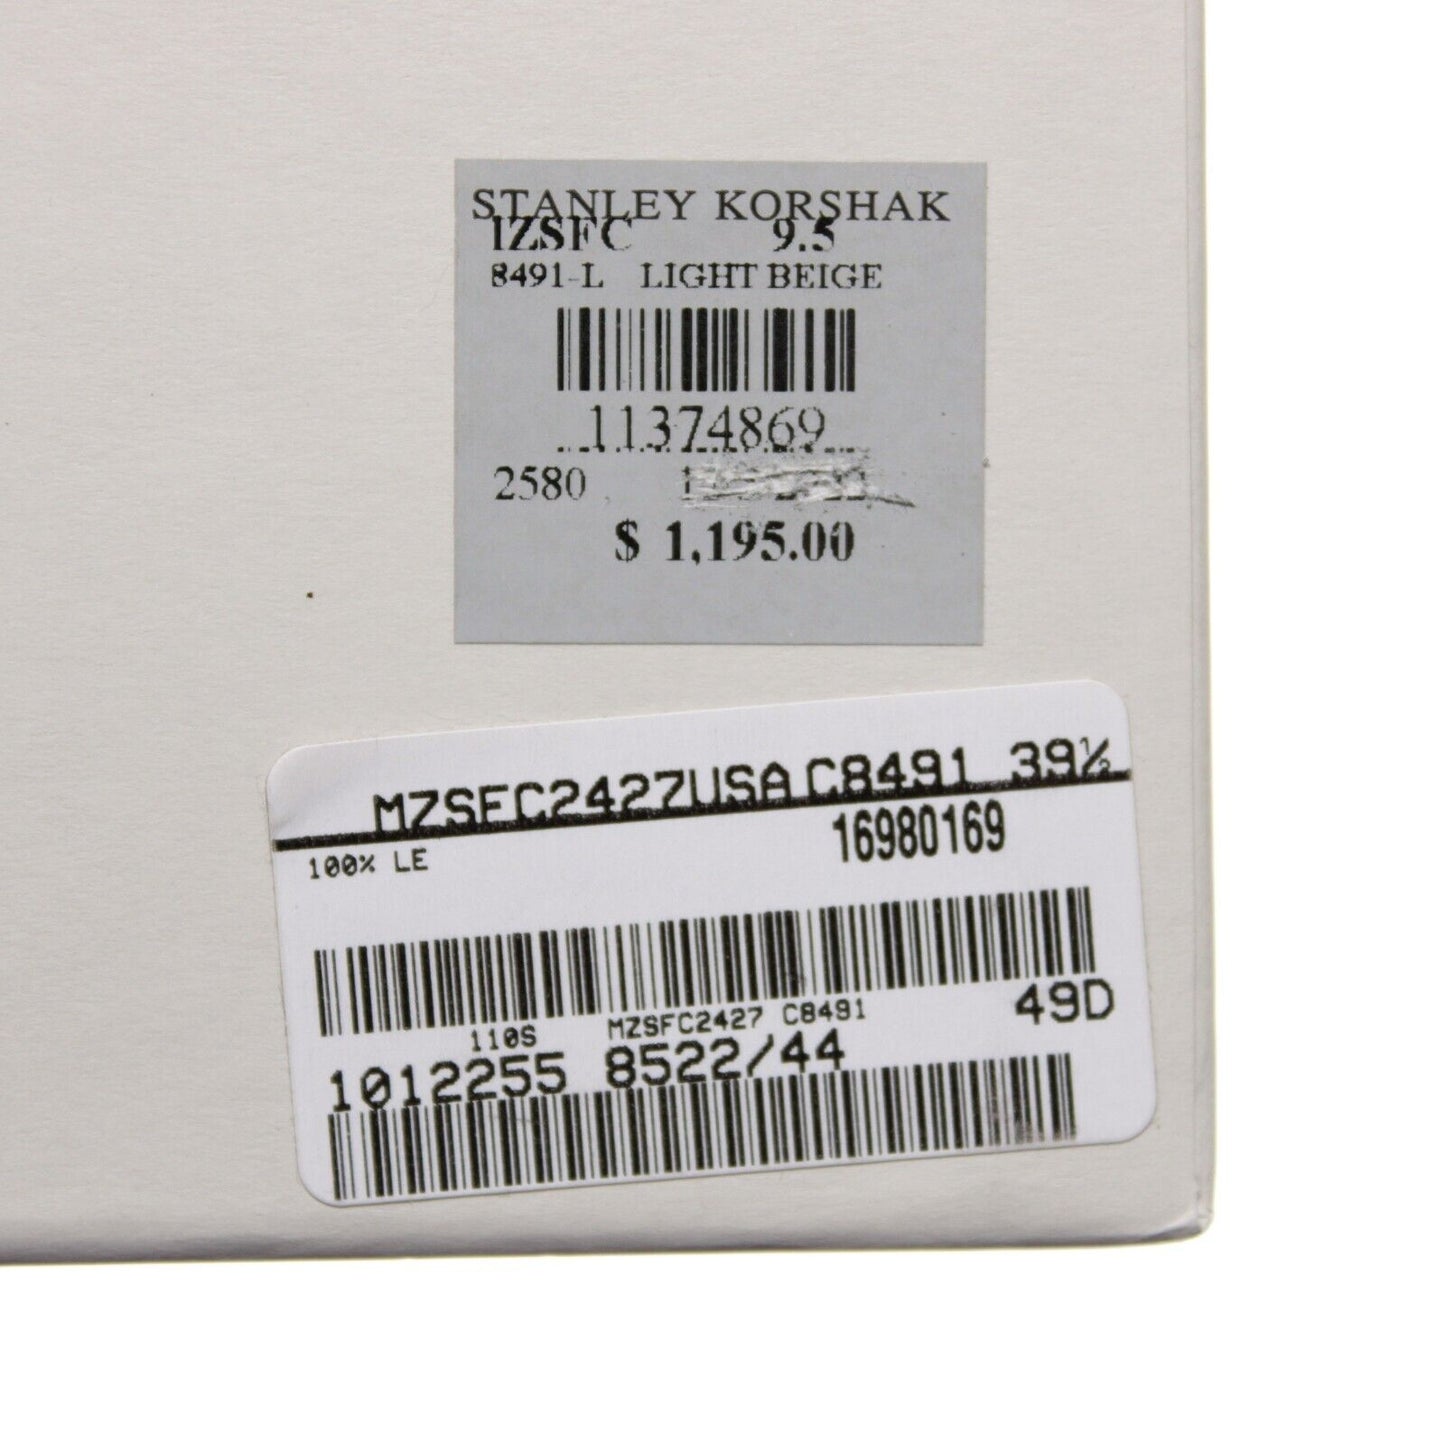 STANLEY KORSHAK
IZSFC 9.5
8491-L LIGHT BEIGE
11374869
2580
$ 1,195.00
MZSFC2427USA C8491 39½
100% LE 16980169
110S MZSFC2427 C8491 49D
1012255 8522/44